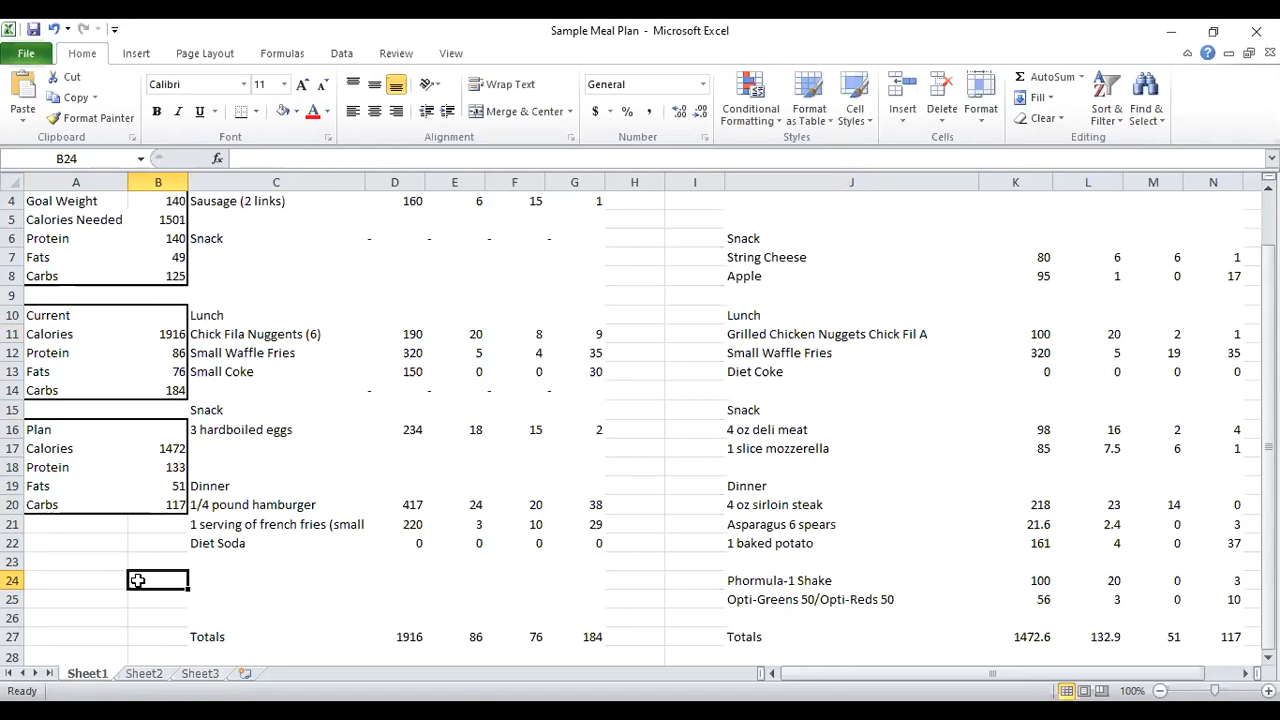 Sample Meal Plan - Microsoft Excel
File Home Insert Page Layout Formulas Data Review View
Paste Cut Copy Format Painter Clipboard
Calibri 11 A A B I U A Font
Wrap Text Merge & Center Alignment
General $ % , Number
Conditional Formatting Format as Table Cell Styles Styles
Insert Delete Format Cells
Σ AutoSum Fill Clear Sort & Filter Find & Select Editing
B24 fx
A B C D E F G H I J K L M N
4 Goal Weight 140 Sausage (2 links) 160 6 15 1
5 Calories Needed 1501
6 Protein 140 Snack - - - - Snack
7 Fats 49 String Cheese 80 6 6 1
8 Carbs 125 Apple 95 1 0 17
9
10 Current Lunch Lunch
11 Calories 1916 Chick Fila Nuggents (6) 190 20 8 9 Grilled Chicken Nuggets Chick Fil A 100 20 2 1
12 Protein 86 Small Waffle Fries 320 5 4 35 Small Waffle Fries 320 5 19 35
13 Fats 76 Small Coke 150 0 0 30 Diet Coke 0 0 0 0
14 Carbs 184 - - - -
15 Snack Snack
16 Plan 3 hardboiled eggs 234 18 15 2 4 oz deli meat 98 16 2 4
17 Calories 1472 1 slice mozzerella 85 7.5 6 1
18 Protein 133
19 Fats 51 Dinner Dinner
20 Carbs 117 1/4 pound hamburger 417 24 20 38 4 oz sirloin steak 218 23 14 0
21 1 serving of french fries (small 220 3 10 29 Asparagus 6 spears 21.6 2.4 0 3
22 Diet Soda 0 0 0 0 1 baked potato 161 4 0 37
23
24 Phormula-1 Shake 100 20 0 3
25 Opti-Greens 50/Opti-Reds 50 56 3 0 10
26
27 Totals 1916 86 76 184 Totals 1472.6 132.9 51 117
28
Sheet1 Sheet2 Sheet3
Ready 100%